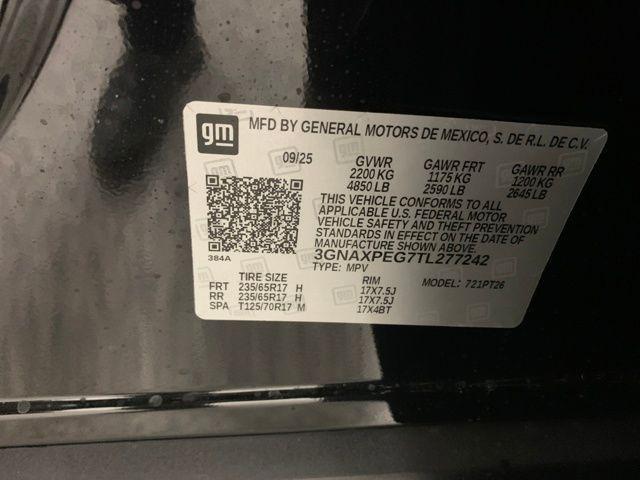 gm MFD BY GENERAL MOTORS DE MEXICO, S. DE R.L. DE C.V.
09/25 GVWR GAWR FRT GAWR RR
2200 KG 1175 KG 1200 KG
4850 LB 2590 LB 2645 LB
THIS VEHICLE CONFORMS TO ALL
APPLICABLE U.S. FEDERAL MOTOR
VEHICLE SAFETY AND THEFT PREVENTION
STANDARDS IN EFFECT ON THE DATE OF
MANUFACTURE SHOWN ABOVE.
384A
3GNAXPEG7TL277242
TYPE: MPV MODEL: 721PT26
TIRE SIZE RIM
FRT 235/65R17 H 17X7.5J
RR 235/65R17 H 17X7.5J
SPA T125/70R17 M 17X4BT